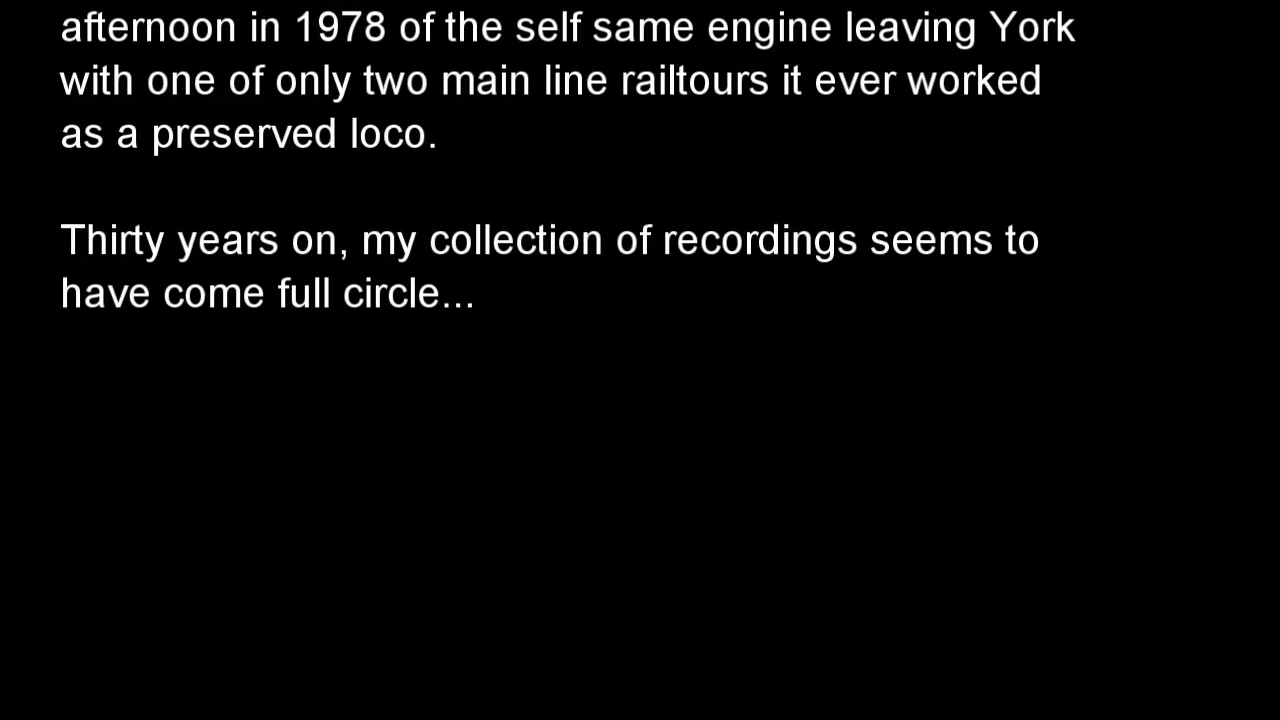 afternoon in 1978 of the self same engine leaving York
with one of only two main line railtours it ever worked
as a preserved loco.
Thirty years on, my collection of recordings seems to
have come full circle...